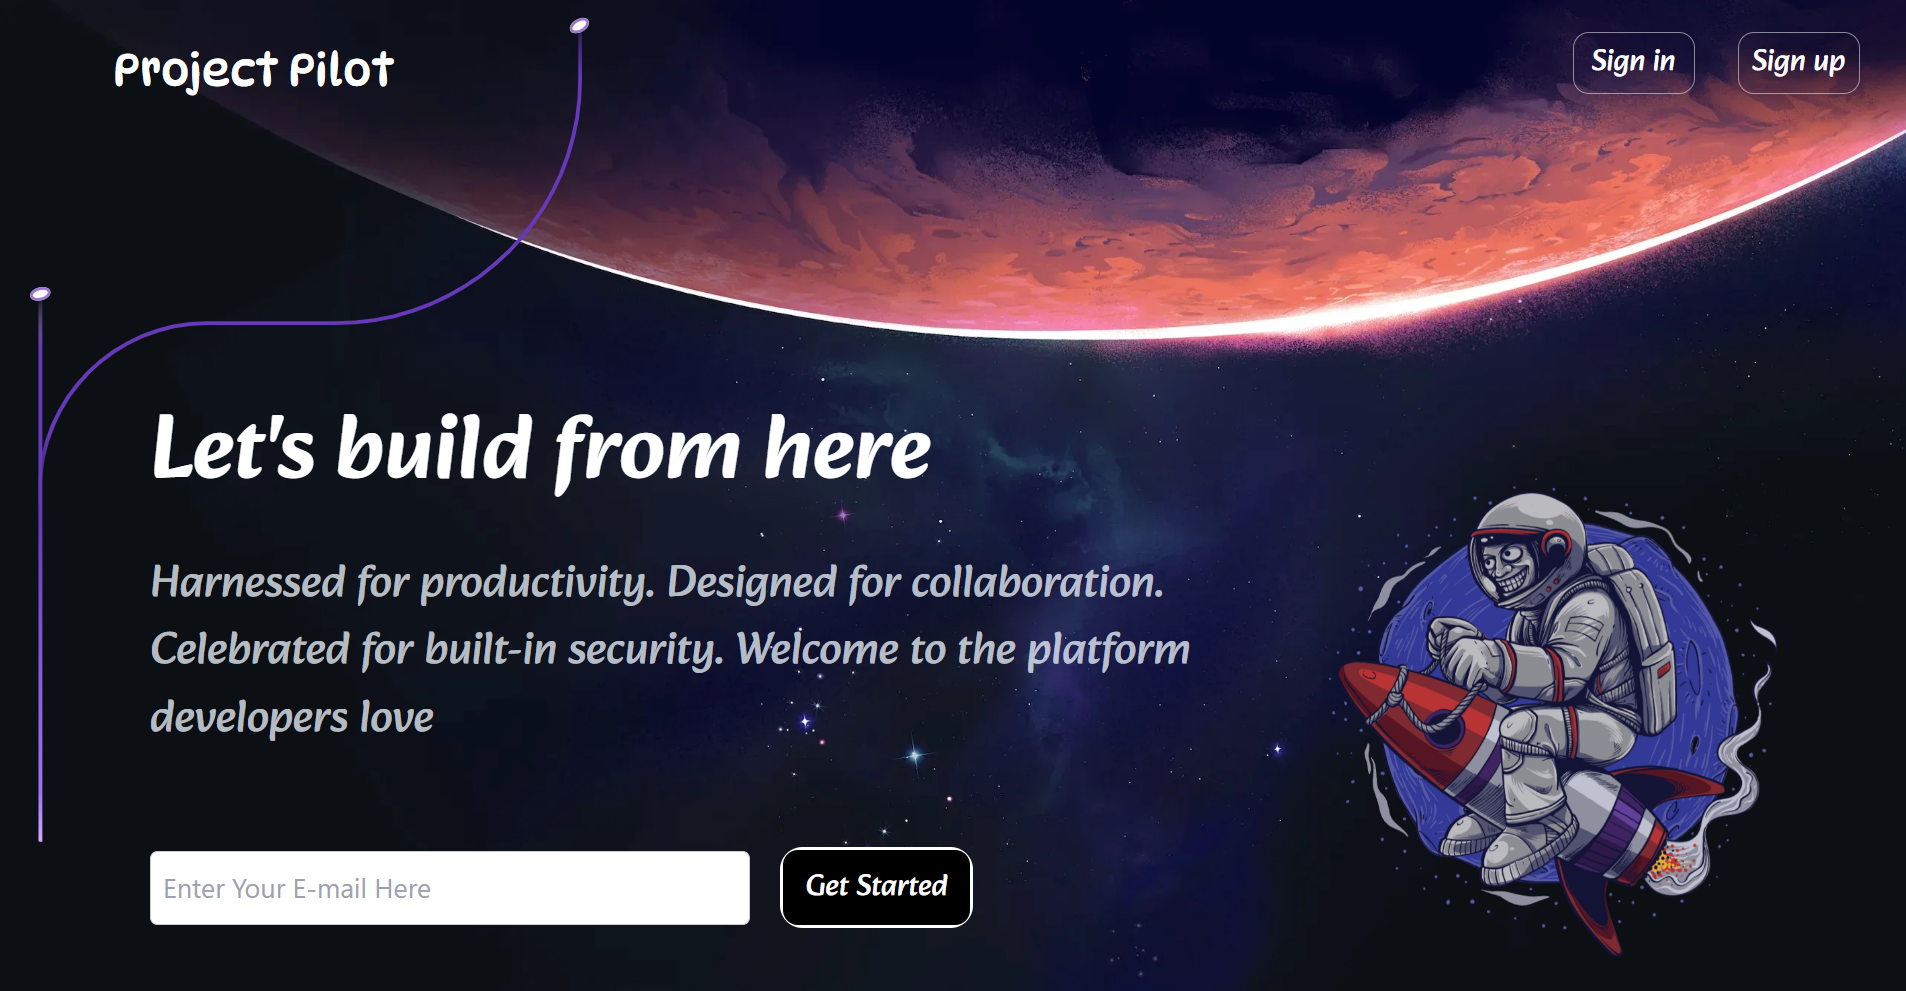 Project Pilot
Sign in
Sign up
Let's build from here
Harnessed for productivity. Designed for collaboration.
Celebrated for built-in security. Welcome to the platform
developers love
Enter Your E-mail Here
Get Started